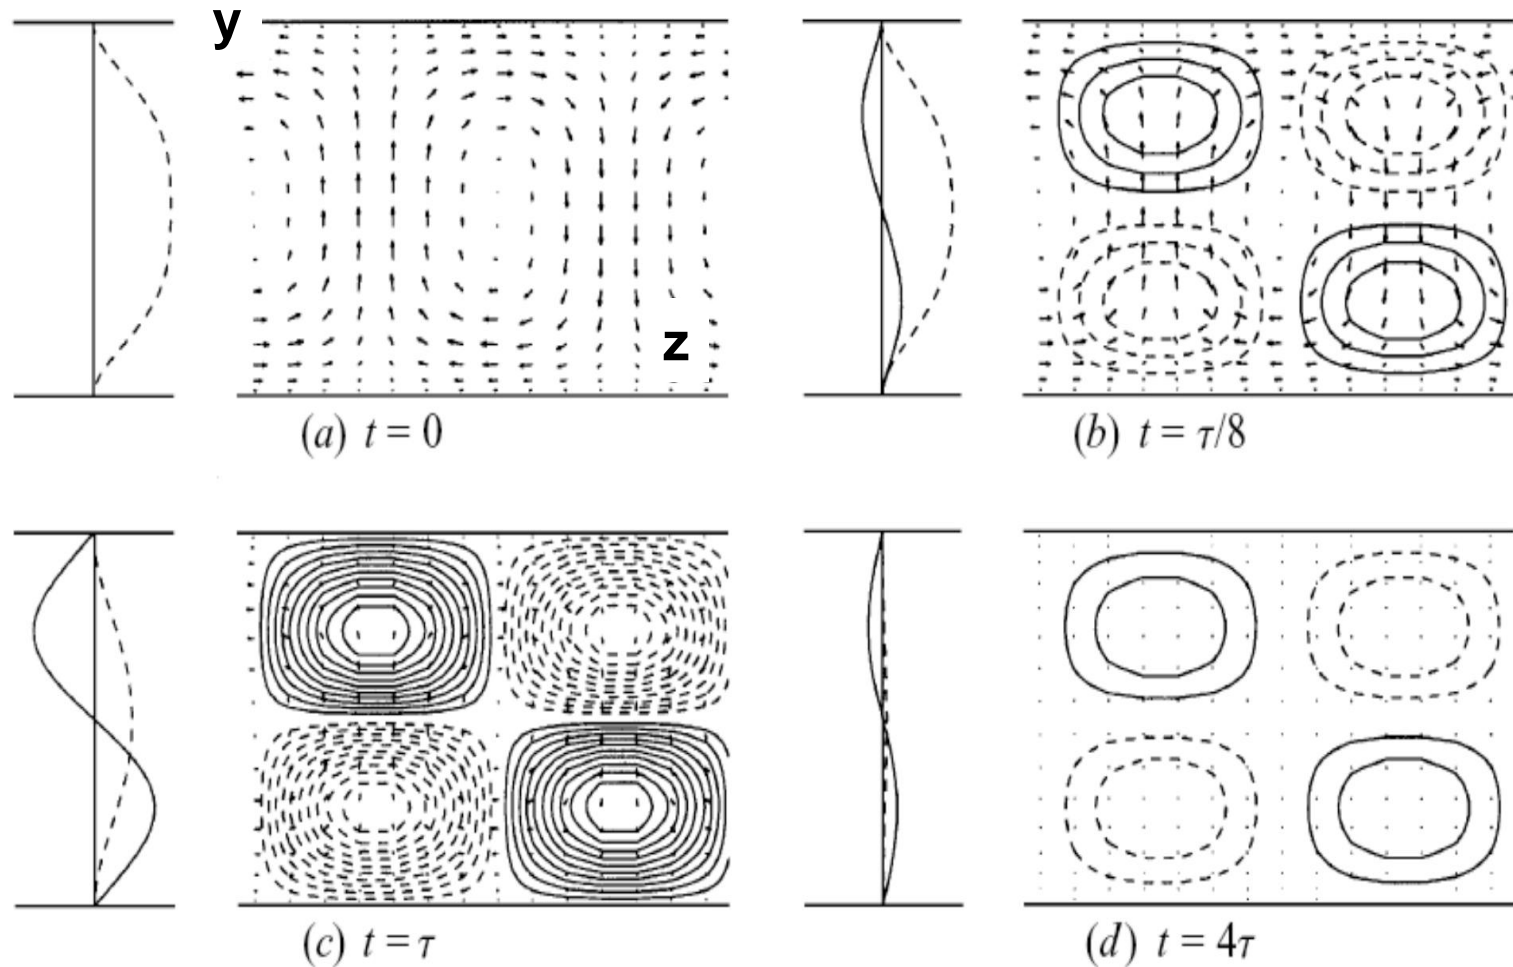 y
z
(a) t = 0
(b) t = τ/8
(c) t = τ
(d) t = 4τ